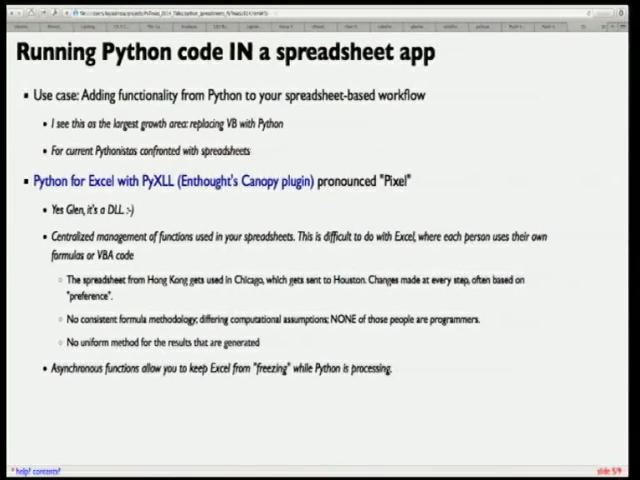 Running Python code IN a spreadsheet app
Use case: Adding functionality from Python to your spreadsheet-based workflow
I see this as the largest growth area: replacing VB with Python
For current Pythonistas confronted with spreadsheets
Python for Excel with PyXLL (Enthought's Canopy plugin) pronounced "Pixel"
Yes Glen, it's a DLL :-)
Centralized management of functions used in your spreadsheets. This is difficult to do with Excel, where each person uses their own
formulas or VBA code
The spreadsheet from Hong Kong gets used in Chicago, which gets sent to Houston. Changes made at every step, often based on
"preference".
No consistent formula methodology; differing computational assumptions; NONE of those people are programmers.
No uniform method for the results that are generated
Asynchronous functions allow you to keep Excel from "freezing" while Python is processing.
help? contents?
slide 5/9